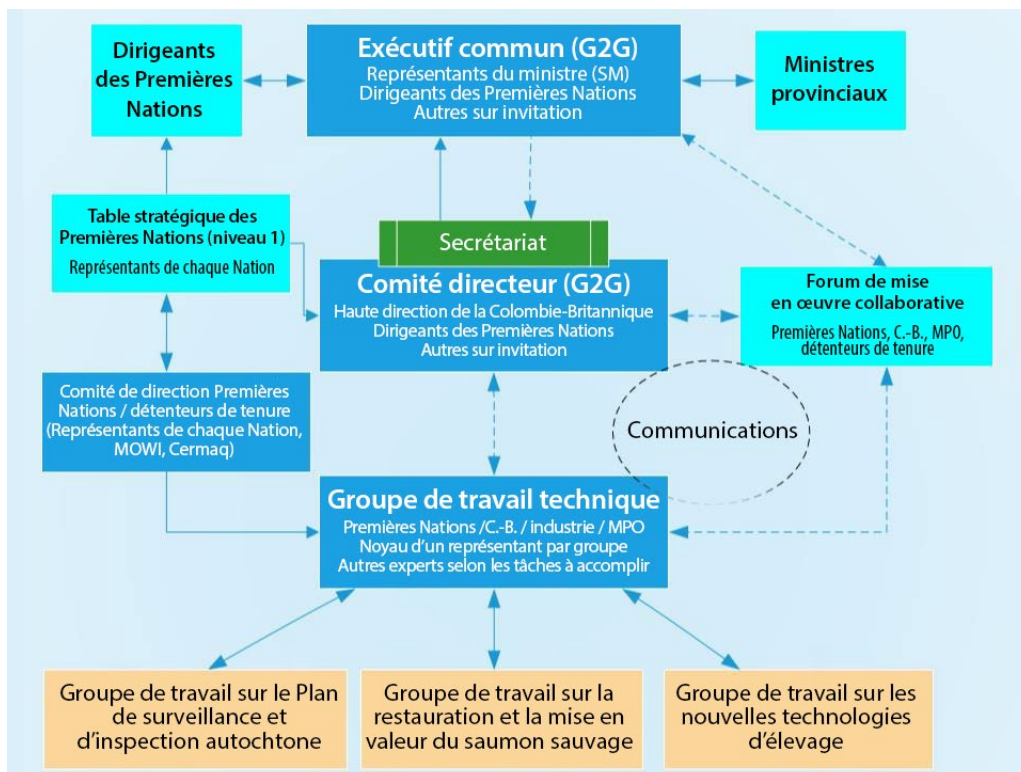 Dirigeants
des Premières
Nations
Exécutif commun (G2G)
Représentants du ministre (SM)
Dirigeants des Premières Nations
Autres sur invitation
Ministres
provinciaux
Table stratégique des
Premières Nations (niveau 1)
Représentants de chaque Nation
Secrétariat
Comité directeur (G2G)
Haute direction de la Colombie-Britannique
Dirigeants des Premières Nations
Autres sur invitation
Forum de mise
en œuvre collaborative
Premières Nations, C.-B., MPO,
détenteurs de tenure
Comité de direction Premières
Nations / détenteurs de tenure
(Représentants de chaque Nation,
MOWI, Cermaq)
Communications
Groupe de travail technique
Premières Nations /C.-B. / industrie / MPO
Noyau d'un représentant par groupe
Autres experts selon les tâches à accomplir
Groupe de travail sur le Plan
de surveillance et
d'inspection autochtone
Groupe de travail sur la
restauration et la mise en
valeur du saumon sauvage
Groupe de travail sur les
nouvelles technologies
d'élevage